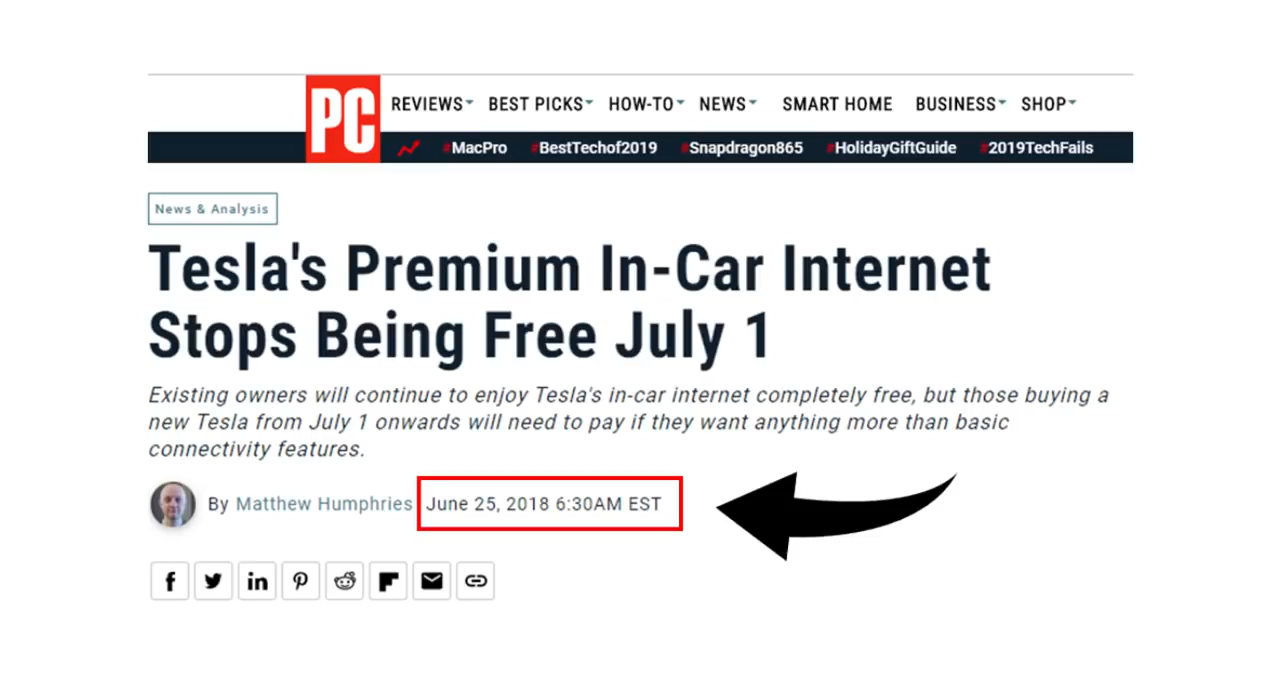 PC
REVIEWS BEST PICKS HOW-TO NEWS SMART HOME BUSINESS SHOP
#MacPro #BestTechof2019 #Snapdragon865 #HolidayGiftGuide #2019TechFails
News & Analysis
Tesla's Premium In-Car Internet
Stops Being Free July 1
Existing owners will continue to enjoy Tesla's in-car internet completely free, but those buying a
new Tesla from July 1 onwards will need to pay if they want anything more than basic
connectivity features.
By Matthew Humphries June 25, 2018 6:30AM EST